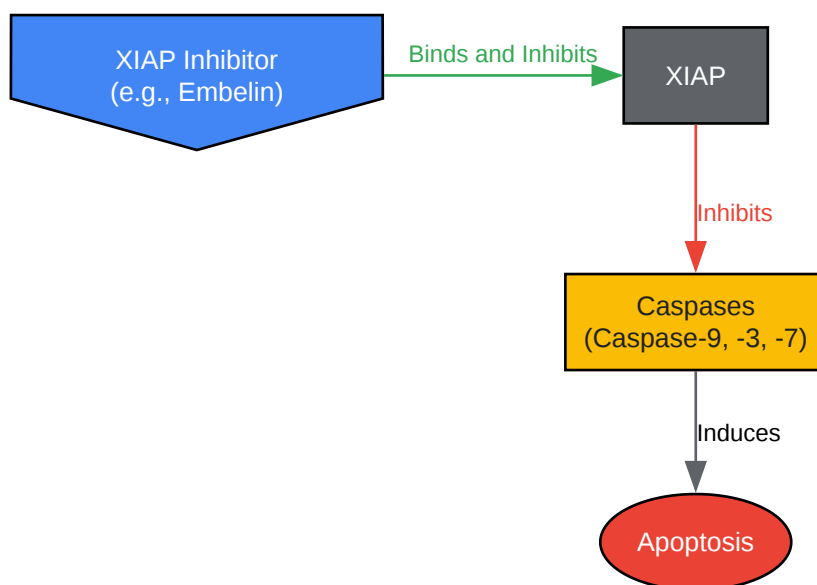 XIAP Inhibitor
(e.g., Embelin)
Binds and Inhibits
XIAP
Inhibits
Caspases
(Caspase-9, -3, -7)
Induces
Apoptosis